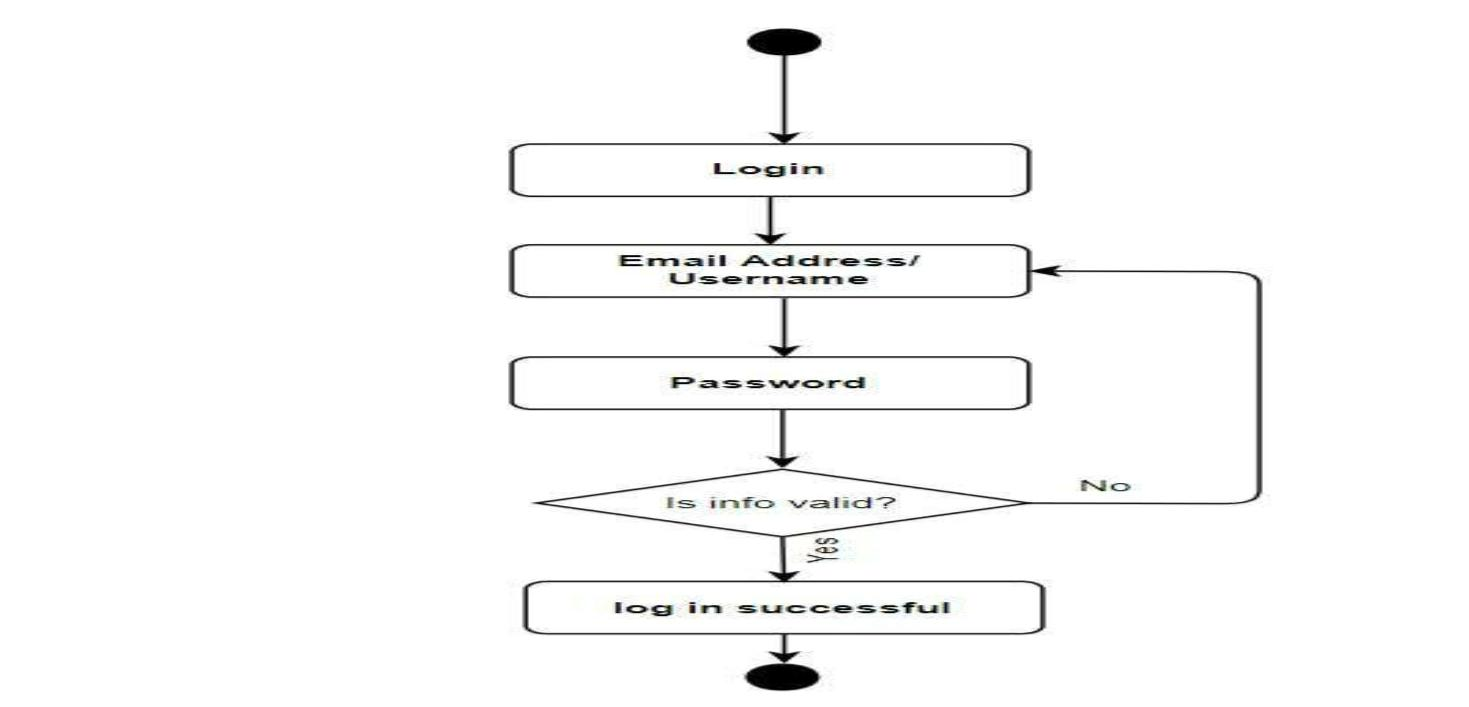 Login
Email Address/
Username
Password
Is info valid?
No
Yes
log in successful